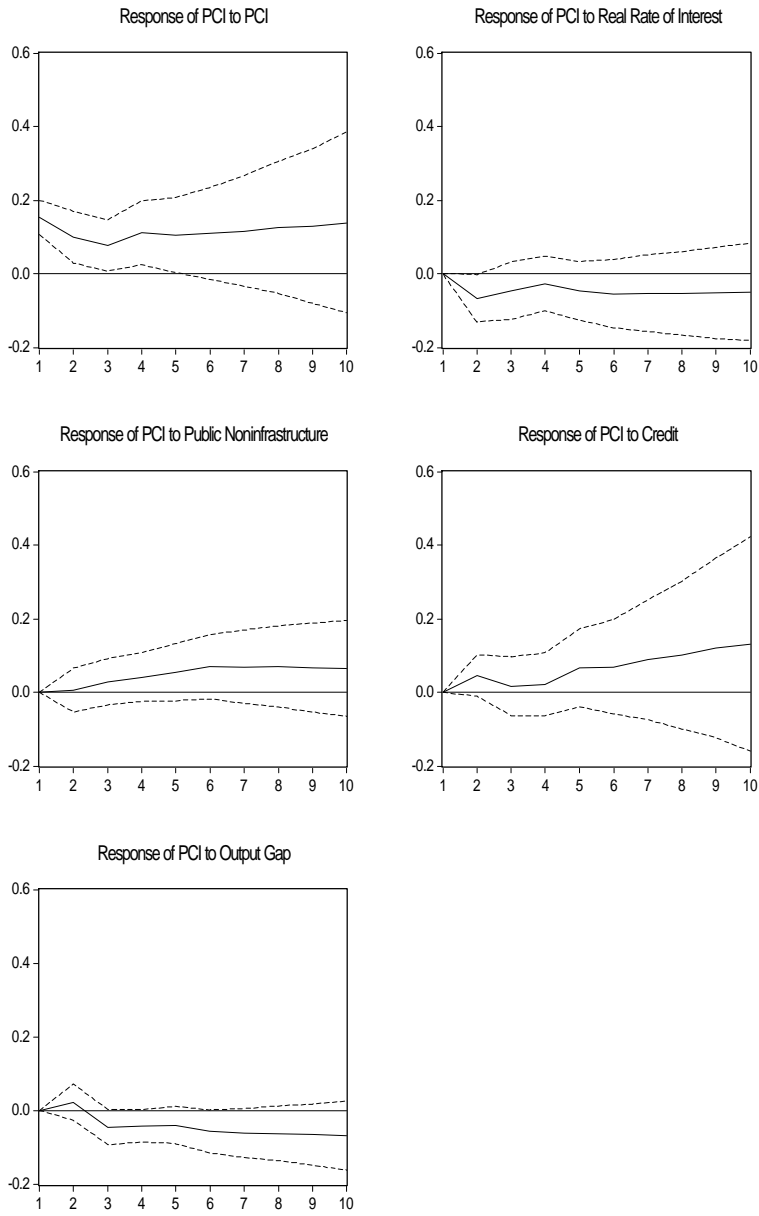 Response of PCI to PCI
0.6
0.4
0.2
0.0
-0.2
1 2 3 4 5 6 7 8 9 10
Response of PCI to Real Rate of Interest
0.6
0.4
0.2
0.0
-0.2
1 2 3 4 5 6 7 8 9 10
Response of PCI to Public Noninfrastructure
0.6
0.4
0.2
0.0
-0.2
1 2 3 4 5 6 7 8 9 10
Response of PCI to Credit
0.6
0.4
0.2
0.0
-0.2
1 2 3 4 5 6 7 8 9 10
Response of PCI to Output Gap
0.6
0.4
0.2
0.0
-0.2
1 2 3 4 5 6 7 8 9 10